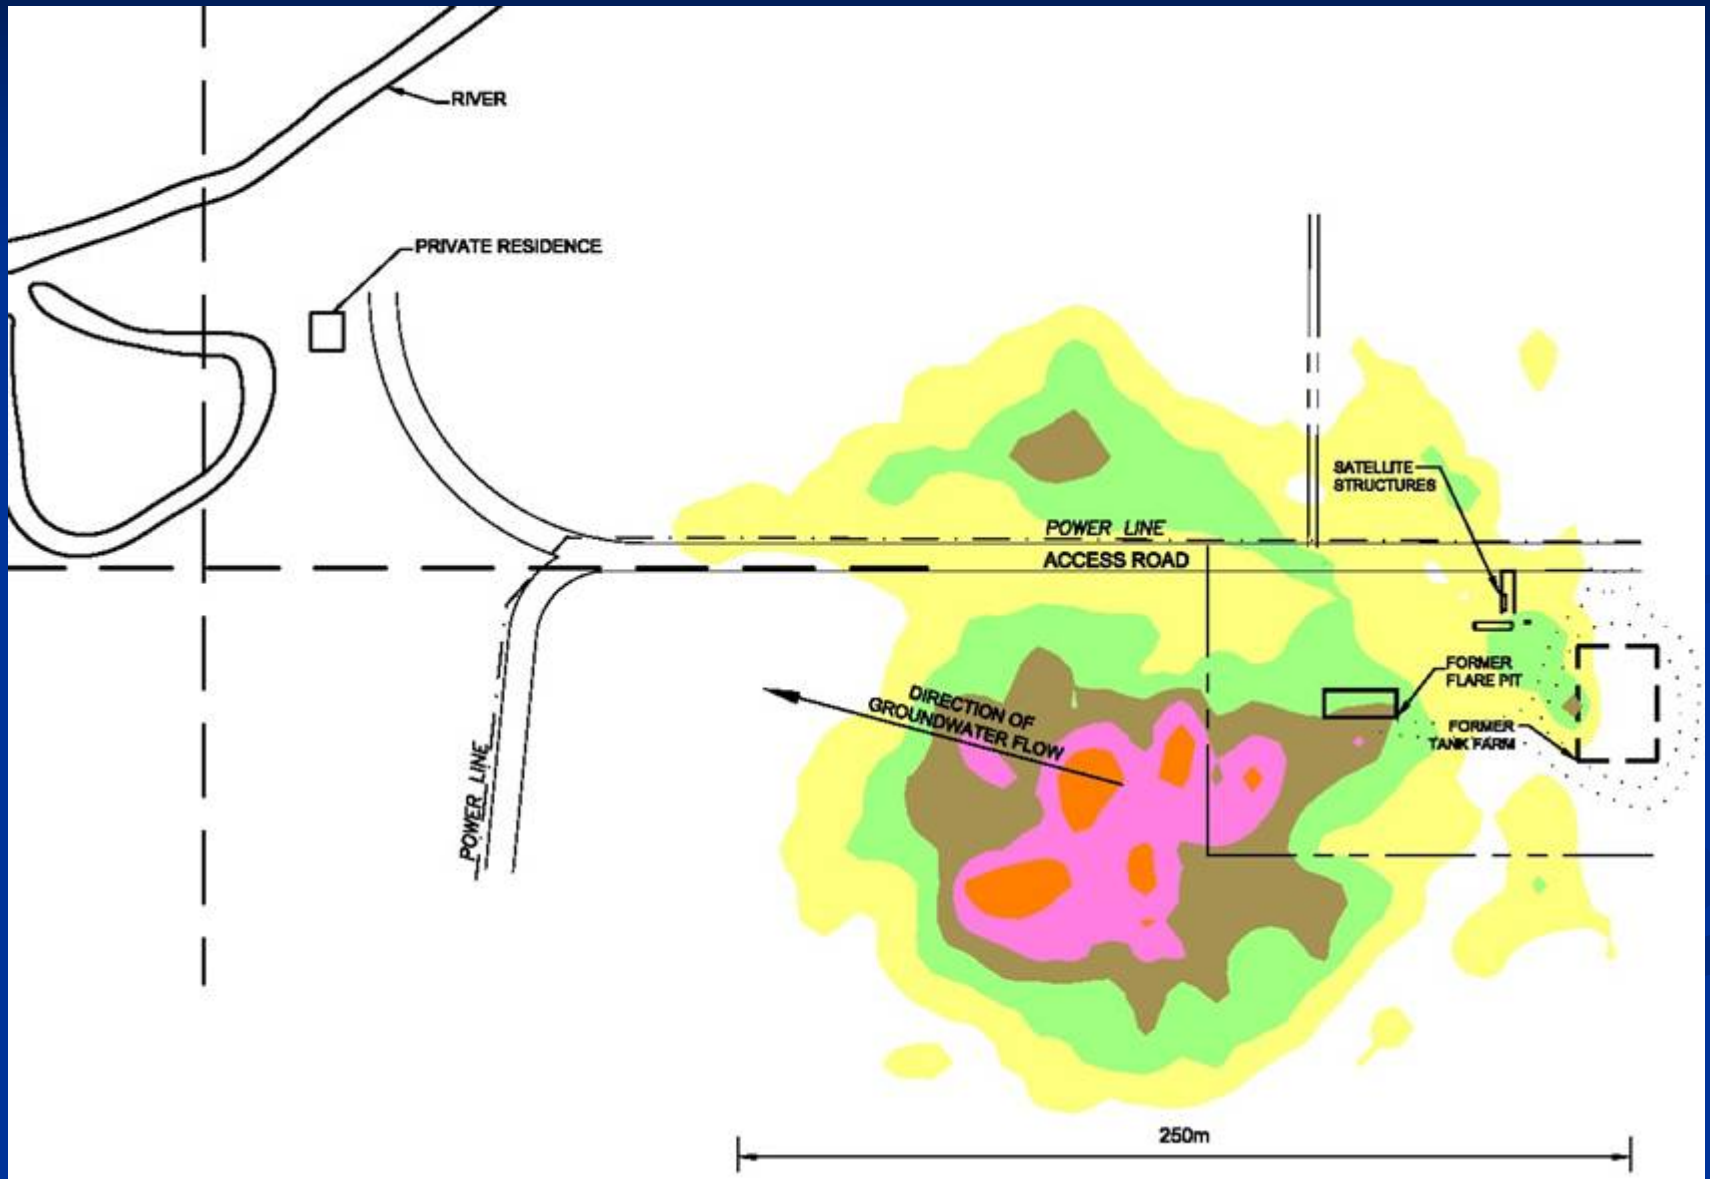 RIVER
PRIVATE RESIDENCE
SATELLITE
STRUCTURES
POWER LINE
ACCESS ROAD
FORMER
FLARE PIT
DIRECTION OF
GROUNDWATER FLOW
FORMER
TANK FARM
POWER LINE
250m